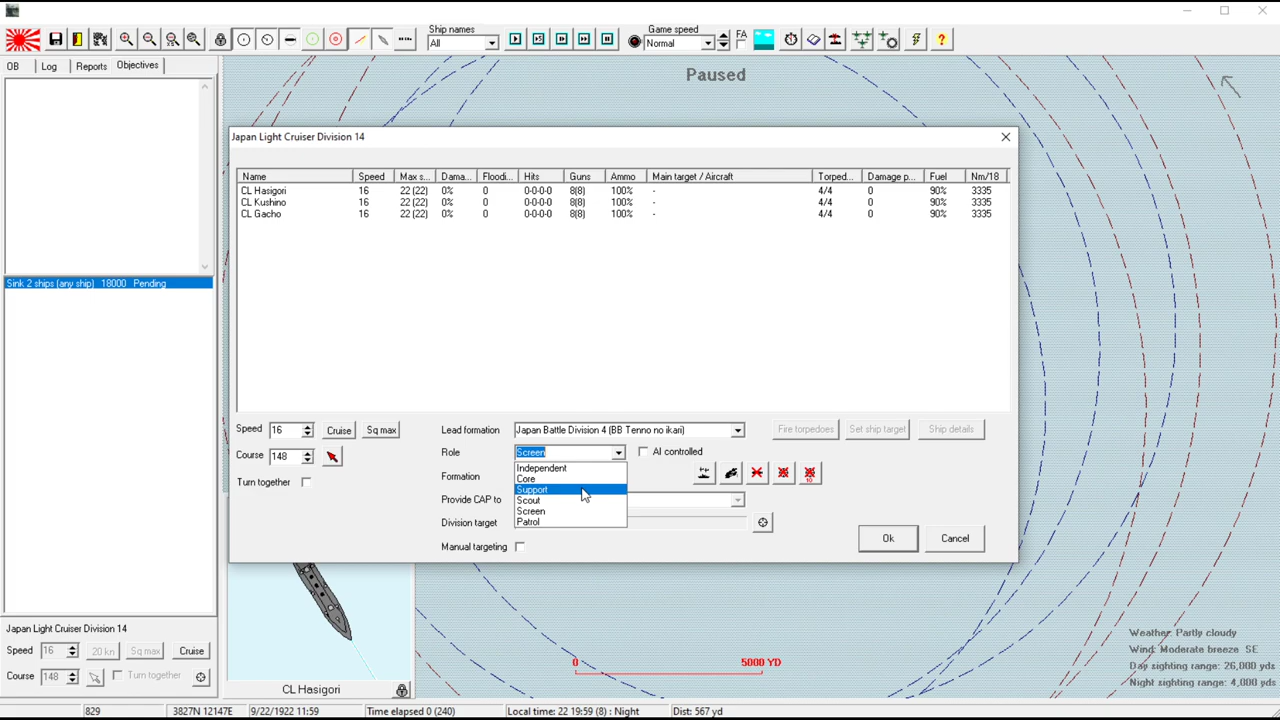 Ship names
All
Game speed
Normal
FA
OB
Log
Reports
Objectives
Paused
Sink 2 ships (any ship) 18000 Pending
Japan Light Cruiser Division 14
Name Speed Max s... Dama... Floodi... Hits Guns Ammo Main target / Aircraft Torped... Damage p... Fuel Nm/18
CL Hasigori 16 22 (22) 0% 0 0-0-0-0 8(8) 100% - 4/4 0 90% 3335
CL Kushino 16 22 (22) 0% 0 0-0-0-0 8(8) 100% - 4/4 0 90% 3335
CL Gacho 16 22 (22) 0% 0 0-0-0-0 8(8) 100% - 4/4 0 90% 3335
Speed 16 Cruise Sq max
Course 148
Turn together
Lead formation Japan Battle Division 4 (BB Tenno no ikari)
Fire torpedoes Set ship target Ship details
Role Screen AI controlled
Independent
Core
Support
Scout
Screen
Patrol
Formation
10
Provide CAP to
Division target
Manual targeting
Ok Cancel
Japan Light Cruiser Division 14
Speed 16 20 kn Sq max Cruise
Course 148 Turn together
CL Hasigori
0 5000 YD
Weather: Partly cloudy
Wind: Moderate breeze SE
Day sighting range: 26,000 yds
Night sighting range: 4,000 yds
829 3827N 12147E 9/22/1922 11:59 Time elapsed 0 (240) Local time: 22 19:59 (8) : Night Dist: 567 yd